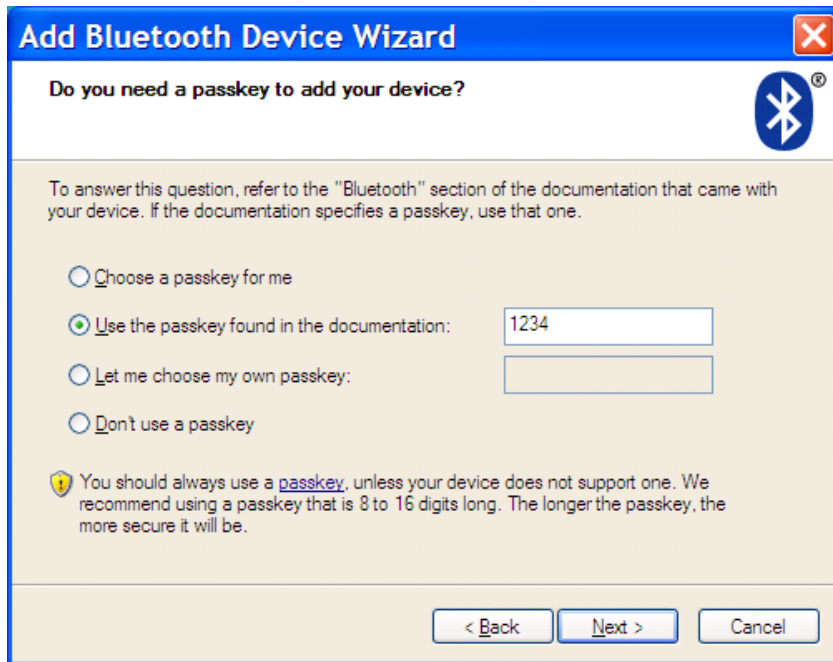 Add Bluetooth Device Wizard
Do you need a passkey to add your device?
®
To answer this question, refer to the "Bluetooth" section of the documentation that came with
your device. If the documentation specifies a passkey, use that one.
Choose a passkey for me
Use the passkey found in the documentation: 1234
Let me choose my own passkey:
Don't use a passkey
You should always use a passkey, unless your device does not support one. We
recommend using a passkey that is 8 to 16 digits long. The longer the passkey, the
more secure it will be.
< Back Next > Cancel